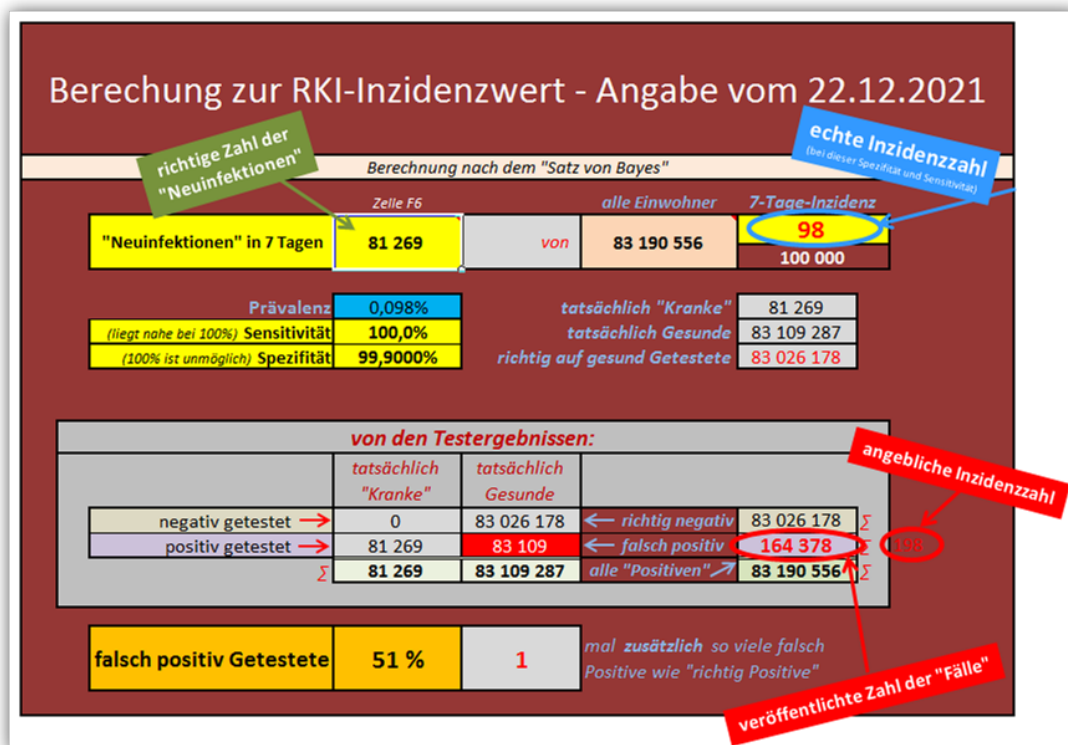 Berechung zur RKI-Inzidenzwert - Angabe vom 22.12.2021
richtige Zahl der
"Neuinfektionen"
echte Inzidenzzahl
(bei dieser Spezifität und Sensitivität)
Berechnung nach dem "Satz von Bayes"
Zelle F6 alle Einwohner 7-Tage-Inzidenz
"Neuinfektionen" in 7 Tagen 81 269 von 83 190 556 98
100 000
Prävalenz 0,098% tatsächlich "Kranke" 81 269
(liegt nahe bei 100%) Sensitivität 100,0% tatsächlich Gesunde 83 109 287
(100% ist unmöglich) Spezifität 99,9000% richtig auf gesund Getestete 83 026 178
von den Testergebnissen:
tatsächlich tatsächlich
"Kranke" Gesunde
angebliche Inzidenzzahl
negativ getestet → 0 83 026 178 ← richtig negativ 83 026 178 Σ
positiv getestet → 81 269 83 109 ← falsch positiv 164 378 Σ 198
Σ 81 269 83 109 287 alle "Positiven" 83 190 556 Σ
falsch positiv Getestete 51 % 1 mal zusätzlich so viele falsch
Positive wie "richtig Positive"
veröffentlichte Zahl der "Fälle"